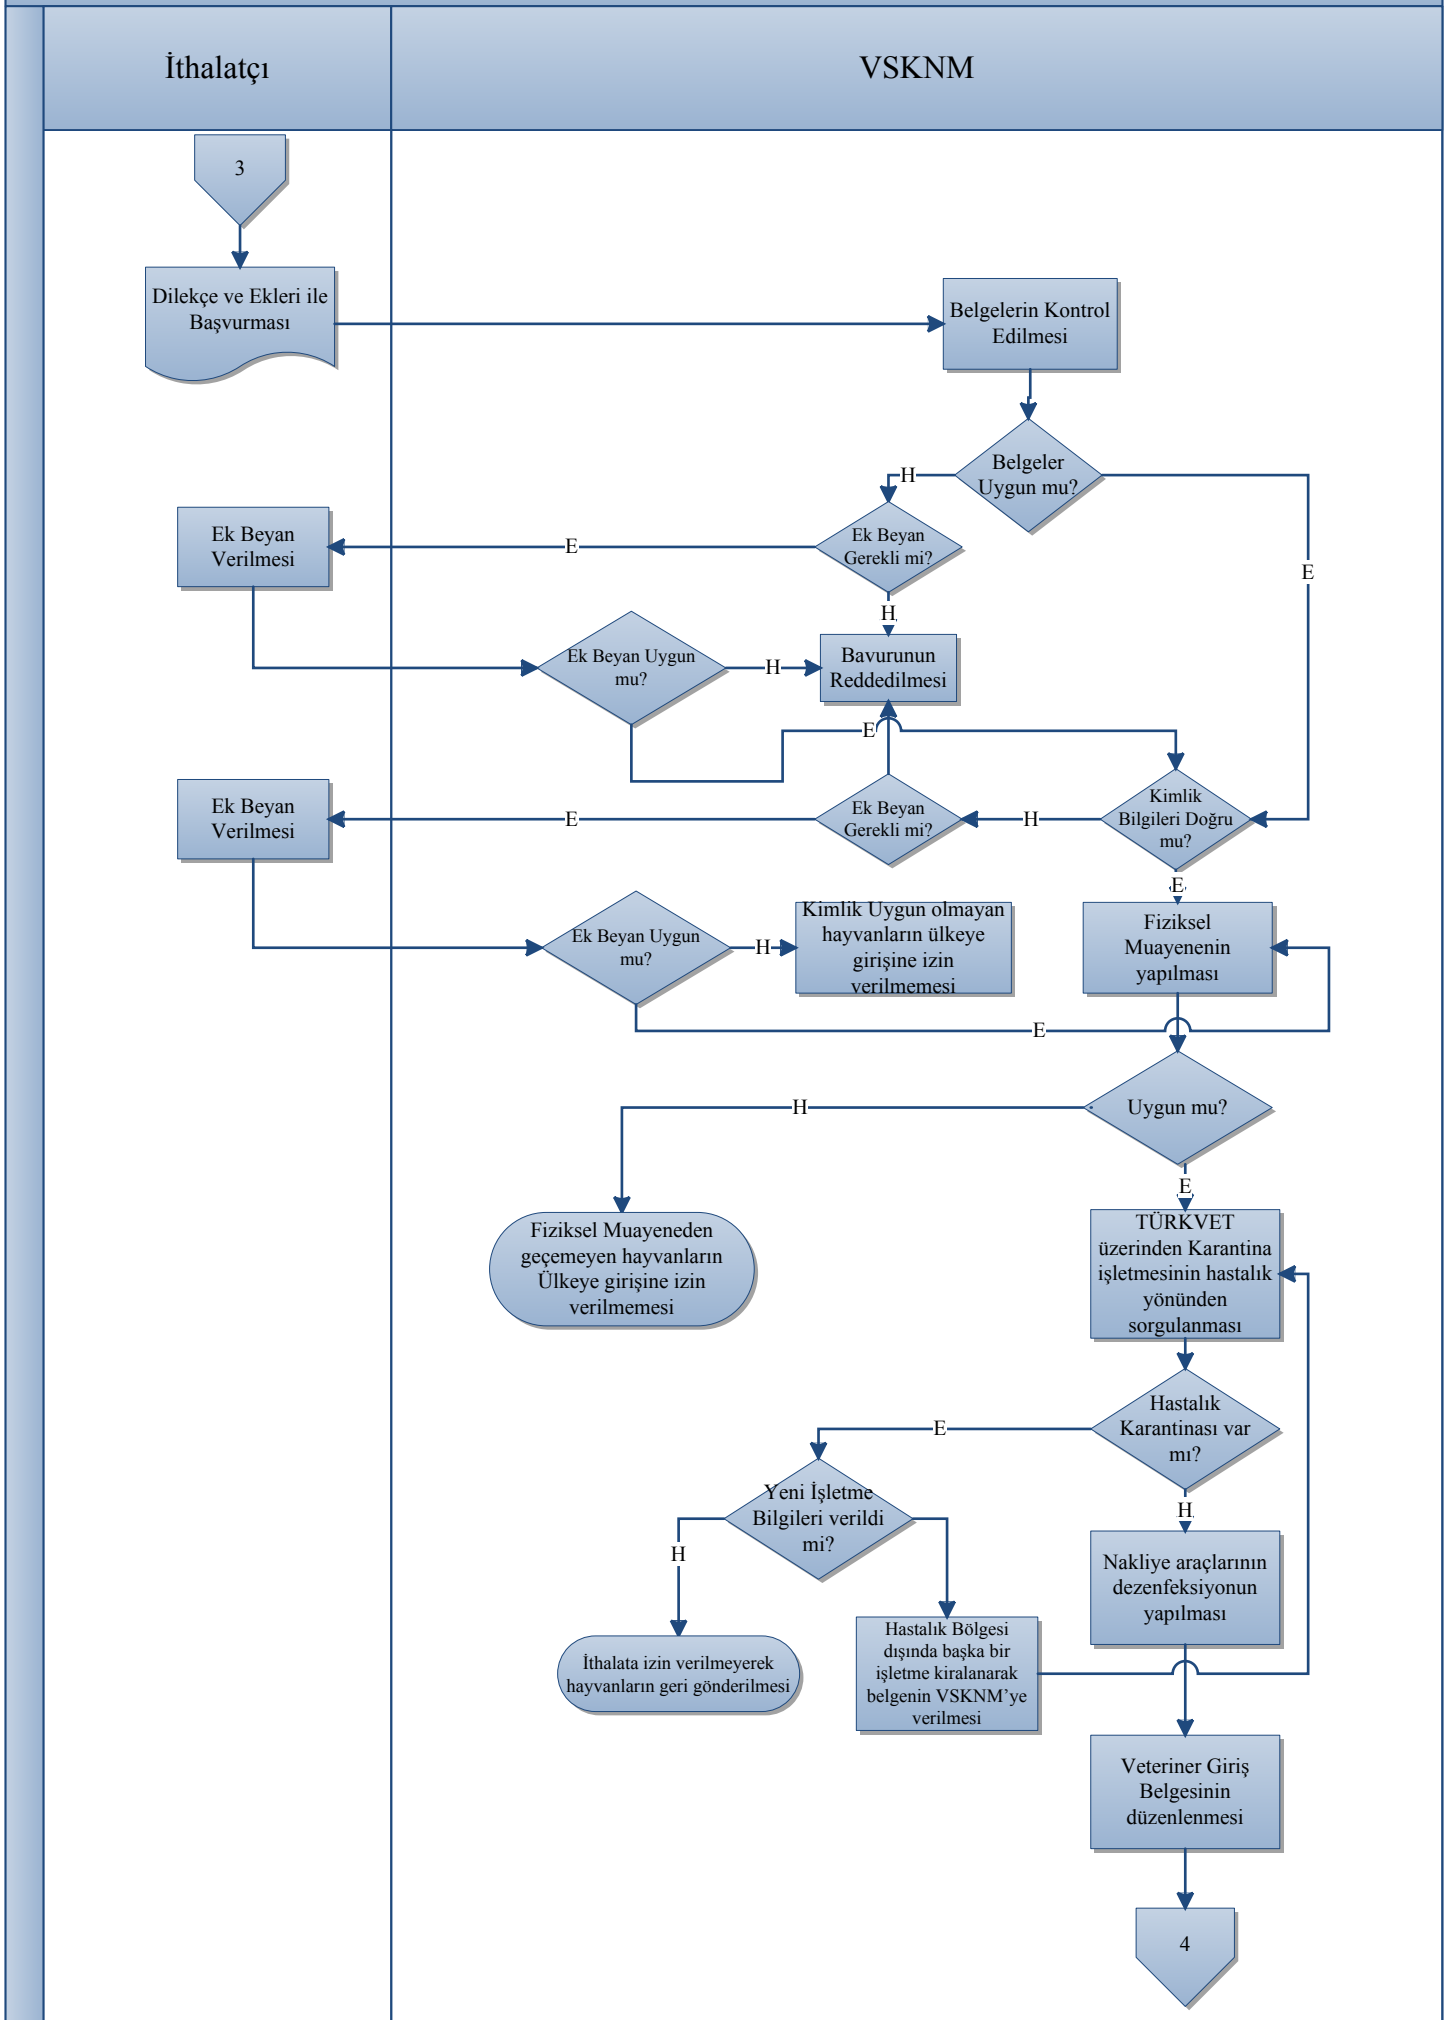 İthalatçı
VSKNM
3
Dilekçe ve Ekleri ile
Başvurması
Belgelerin Kontrol
Edilmesi
Belgeler
Uygun mu?
H
E
Ek Beyan
Gerekli mi?
E
H
Ek Beyan
Verilmesi
Ek Beyan Uygun
mu?
H
E
Bavurunun
Reddedilmesi
Kimlik
Bilgileri Doğru
mu?
H
E
Ek Beyan
Gerekli mi?
E
Ek Beyan
Verilmesi
Ek Beyan Uygun
mu?
H
E
Kimlik Uygun olmayan
hayvanların ülkeye
girişine izin
verilmemesi
Fiziksel
Muayenenin
yapılması
Uygun mu?
H
E
Fiziksel Muayeneden
geçemeyen hayvanların
Ülkeye girişine izin
verilmemesi
TÜRKVET
üzerinden Karantina
işletmesinin hastalık
yönünden
sorgulanması
Hastalık
Karantinası var
mı?
E
H
Yeni İşletme
Bilgileri verildi
mi?
H
İthalata izin verilmeyerek
hayvanların geri gönderilmesi
Hastalık Bölgesi
dışında başka bir
işletme kiralanarak
belgenin VSKNM’ye
verilmesi
Nakliye araçlarının
dezenfeksiyonun
yapılması
Veteriner Giriş
Belgesinin
düzenlenmesi
4